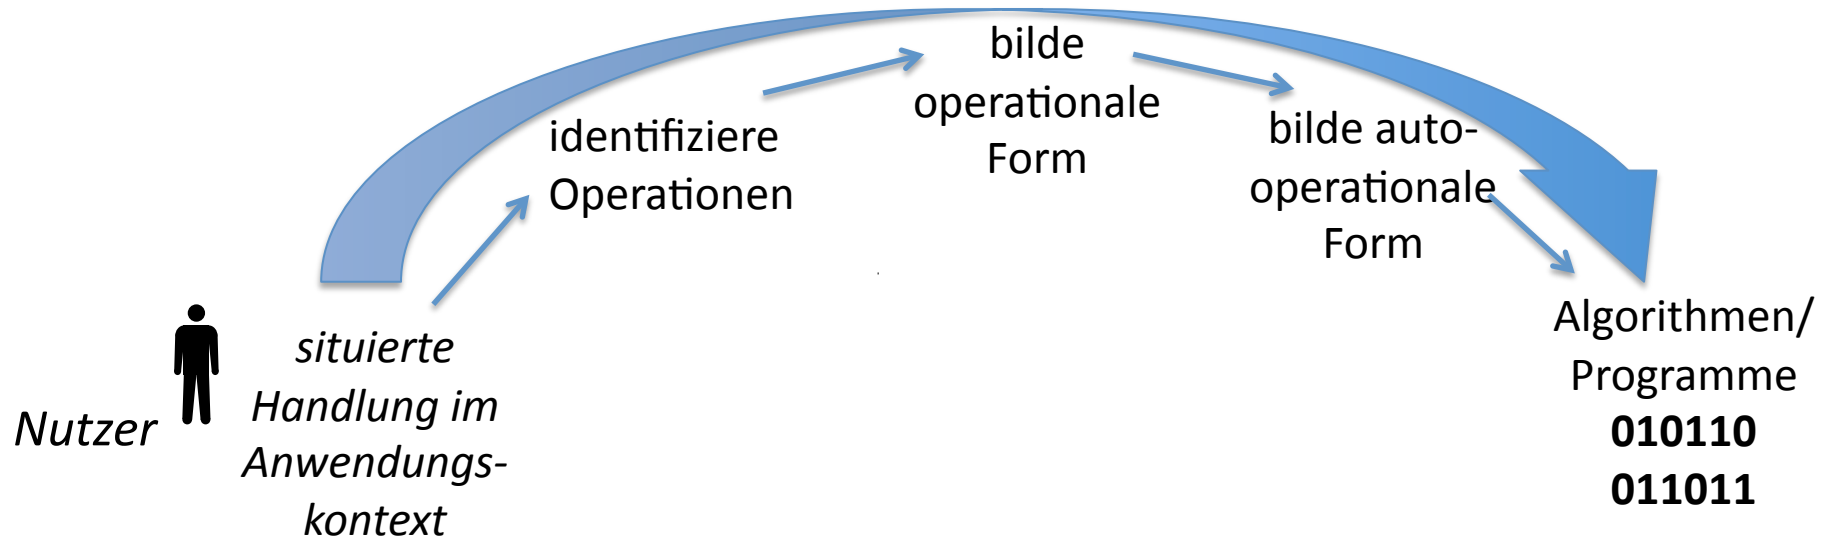 Nutzer
situierte
Handlung im
Anwendungs-
kontext
identifiziere
Operationen
bilde
operationale
Form
bilde auto-
operationale
Form
Algorithmen/
Programme
010110
011011